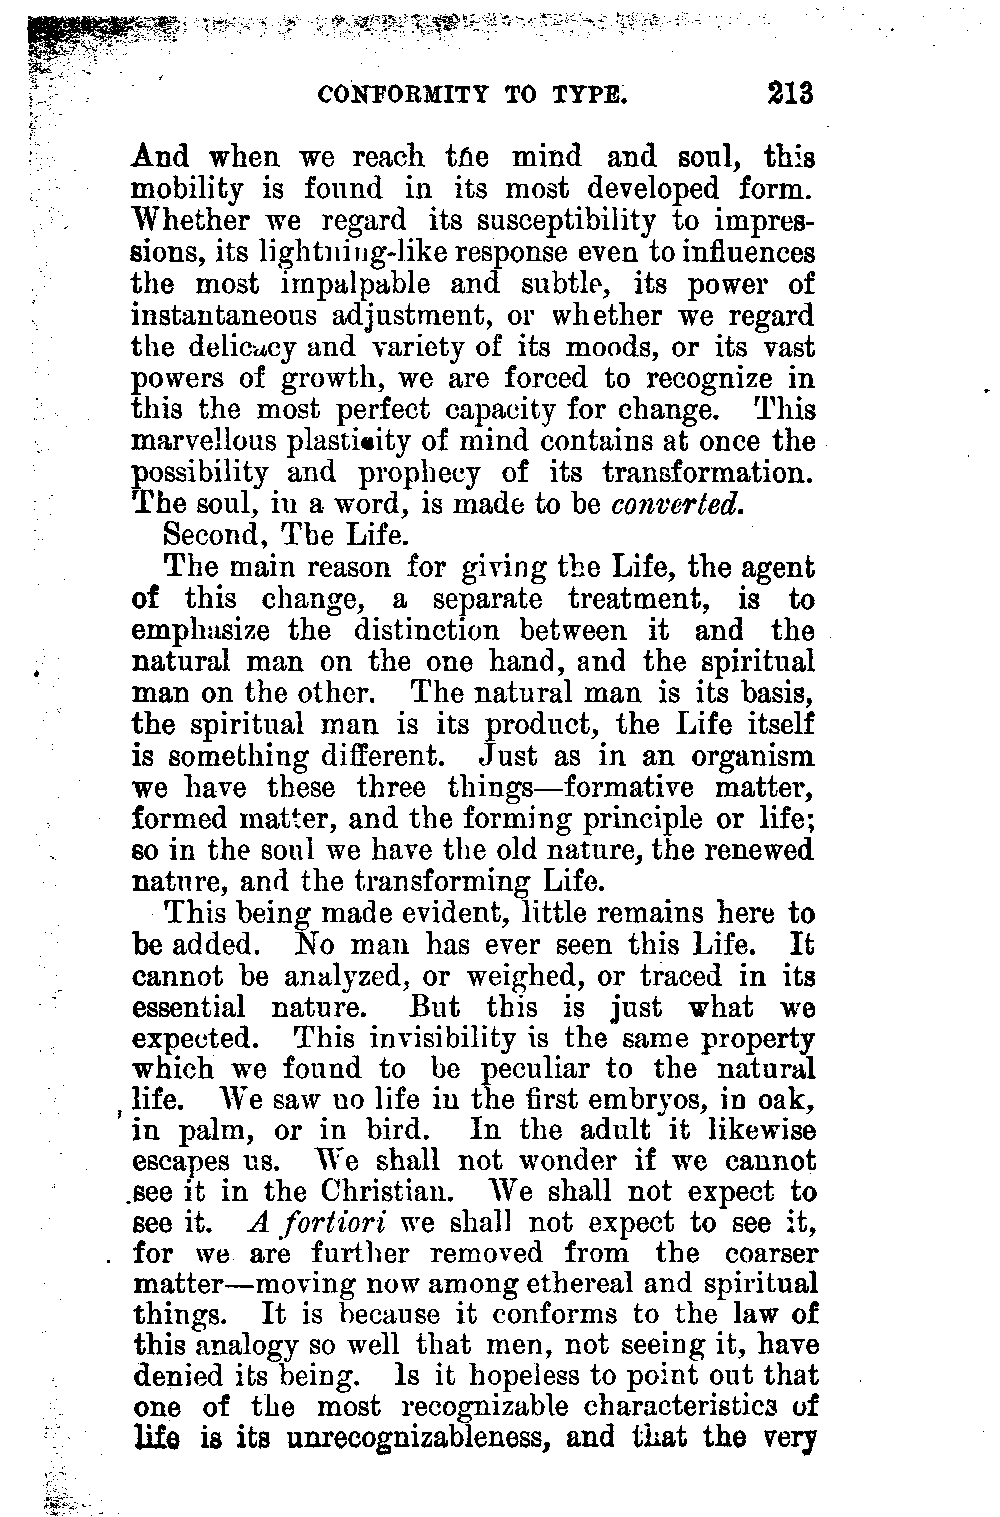 CONFORMITY TO TYPE. 213
And when we reach the mind and soul, this
mobility is found in its most developed form.
Whether we regard its susceptibility to impres-
sions, its lightning-like response even to influences
the most impalpable and subtle, its power of
instantaneous adjustment, or whether we regard
the delicacy and variety of its moods, or its vast
powers of growth, we are forced to recognize in
this the most perfect capacity for change. This
marvellous plasticity of mind contains at once the
possibility and prophecy of its transformation.
The soul, in a word, is made to be converted.
Second, The Life.
The main reason for giving the Life, the agent
of this change, a separate treatment, is to
emphasize the distinction between it and the
natural man on the one hand, and the spiritual
man on the other. The natural man is its basis,
the spiritual man is its product, the Life itself
is something different. Just as in an organism
we have these three things—formative matter,
formed matter, and the forming principle or life;
so in the soul we have the old nature, the renewed
nature, and the transforming Life.
This being made evident, little remains here to
be added. No man has ever seen this Life. It
cannot be analyzed, or weighed, or traced in its
essential nature. But this is just what we
expected. This invisibility is the same property
which we found to be peculiar to the natural
life. We saw no life in the first embryos, in oak,
in palm, or in bird. In the adult it likewise
escapes us. We shall not wonder if we cannot
see it in the Christian. We shall not expect to
see it. A fortiori we shall not expect to see it,
for we are further removed from the coarser
matter—moving now among ethereal and spiritual
things. It is because it conforms to the law of
this analogy so well that men, not seeing it, have
denied its being. Is it hopeless to point out that
one of the most recognizable characteristics of
life is its unrecognizableness, and that the very